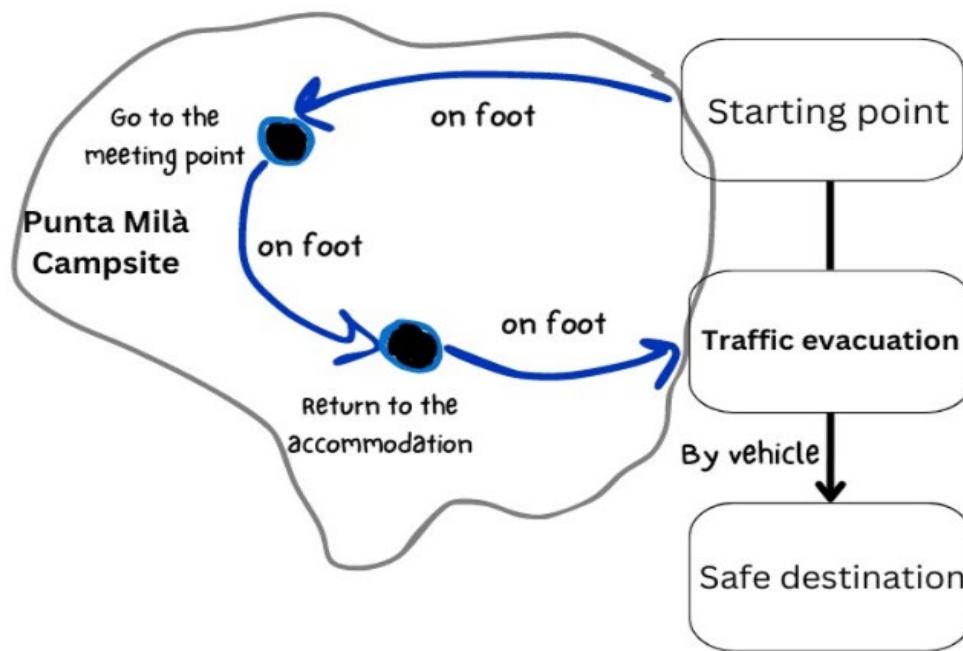 Starting point
on foot
Go to the
meeting point
Punta Milà
Campsite
on foot
on foot
Traffic evacuation
Return to the
accommodation
By vehicle
Safe destination